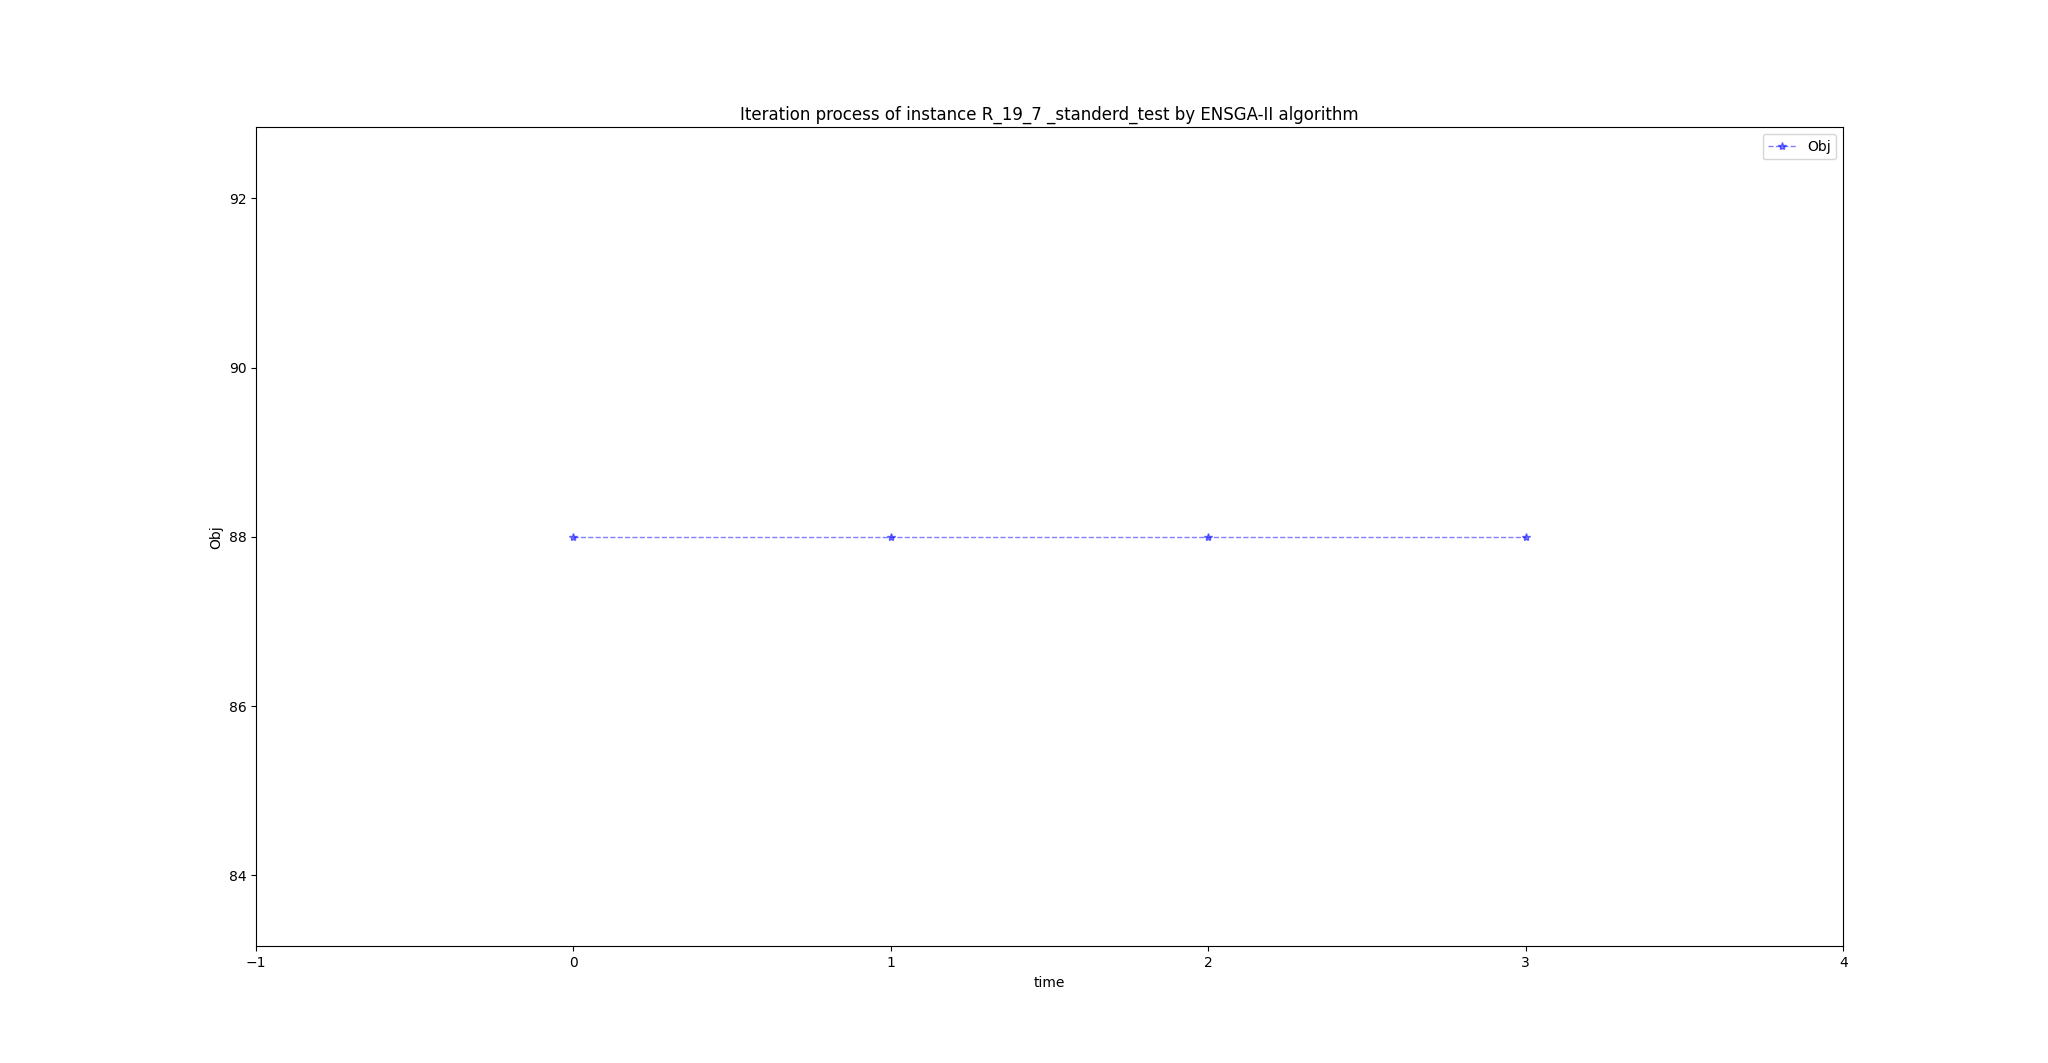 Iteration process of instance R_19_7 _standerd_test by ENSGA-II algorithm
Obj
92
90
88
86
84
Obj
−1
0
1
2
3
4
time